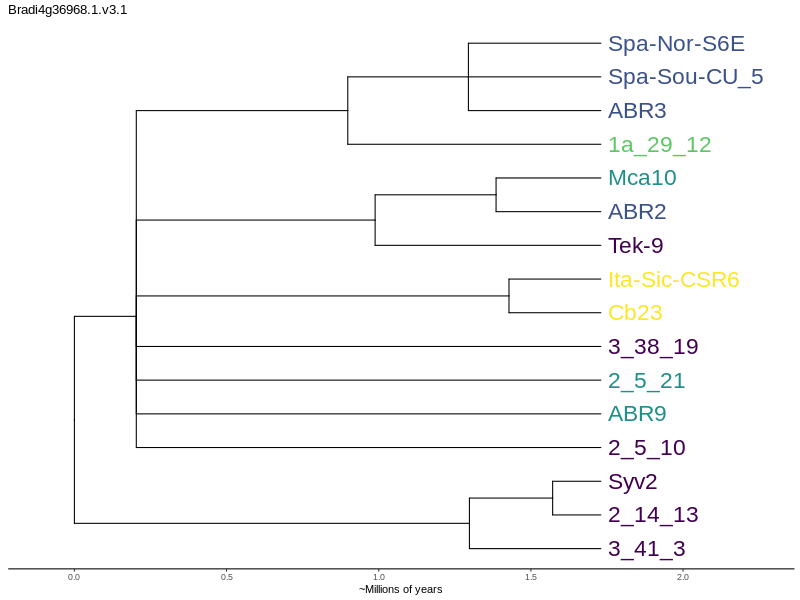 Bradi4g36968.1.v3.1
Spa-Nor-S6E
Spa-Sou-CU_5
ABR3
1a_29_12
Mca10
ABR2
Tek-9
Ita-Sic-CSR6
Cb23
3_38_19
2_5_21
ABR9
2_5_10
Syv2
2_14_13
3_41_3
0.0 0.5 1.0 1.5 2.0
~Millions of years